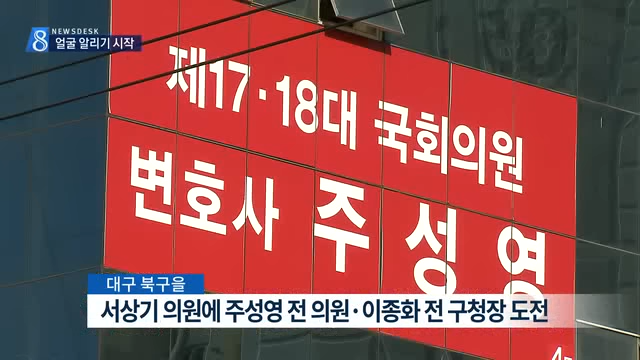 8 NEWSDESK
얼굴 알리기 시작
제17·18대 국회의원
변호사 주성영
대구 북구을
서상기 의원에 주성영 전 의원·이종화 전 구청장 도전